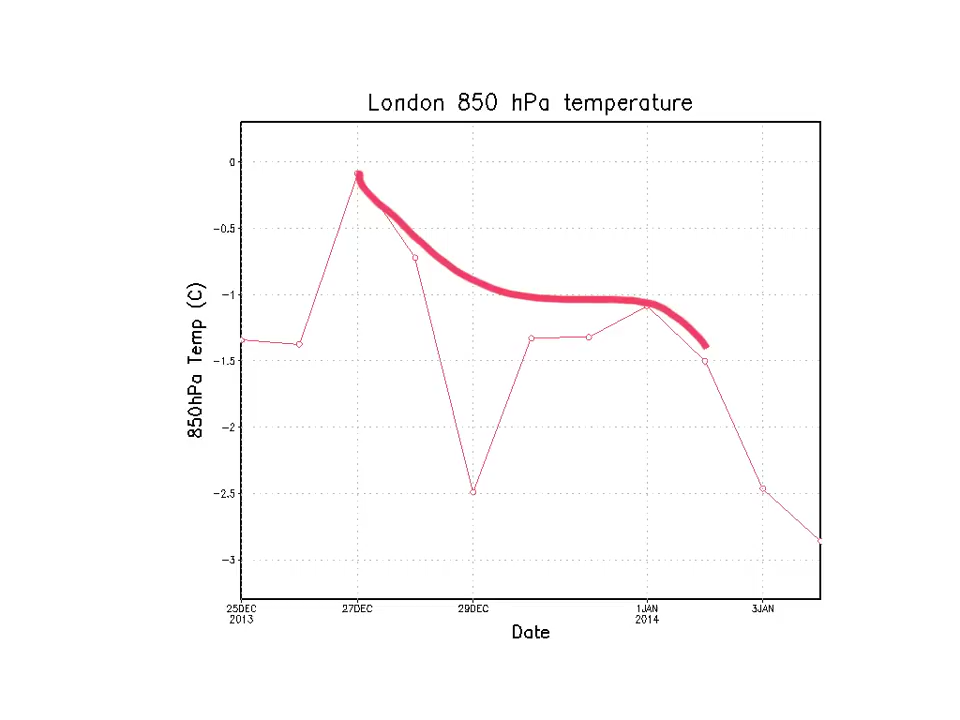 London 850 hPa temperature
0
-0.5
-1
-1.5
-2
-2.5
-3
850hPa Temp (C)
25DEC 27DEC 29DEC 1JAN 3JAN
2013 2014
Date